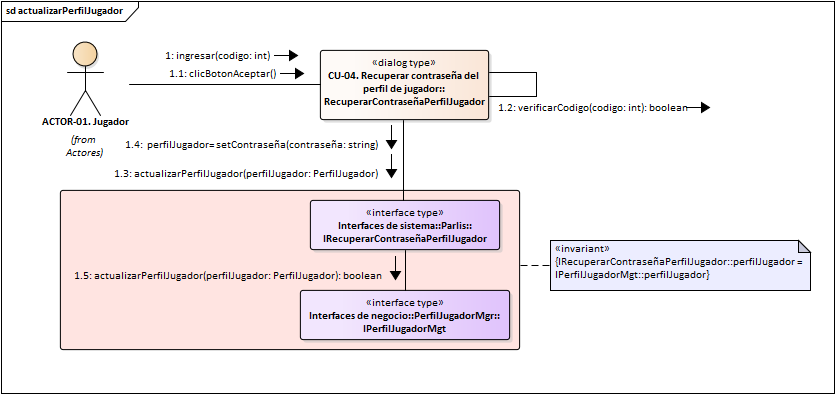 sd actualizarPerfilJugador
1: ingresar(codigo: int)
1.1: clicBotonAceptar()
«dialog type»
CU-04. Recuperar contraseña del
perfil de jugador::
RecuperarContraseñaPerfilJugador
1.2: verificarCodigo(codigo: int): boolean
ACTOR-01. Jugador
(from
Actores)
1.4: perfilJugador= setContraseña(contraseña: string)
1.3: actualizarPerfilJugador(perfilJugador: PerfilJugador)
«interface type»
Interfaces de sistema::Parlis::
IRecuperarContraseñaPerfilJugador
«invariant»
{IRecuperarContraseñaPerfilJugador::perfilJugador =
IPerfilJugadorMgt::perfilJugador}
1.5: actualizarPerfilJugador(perfilJugador: PerfilJugador): boolean
«interface type»
Interfaces de negocio::PerfilJugadorMgr::
IPerfilJugadorMgt